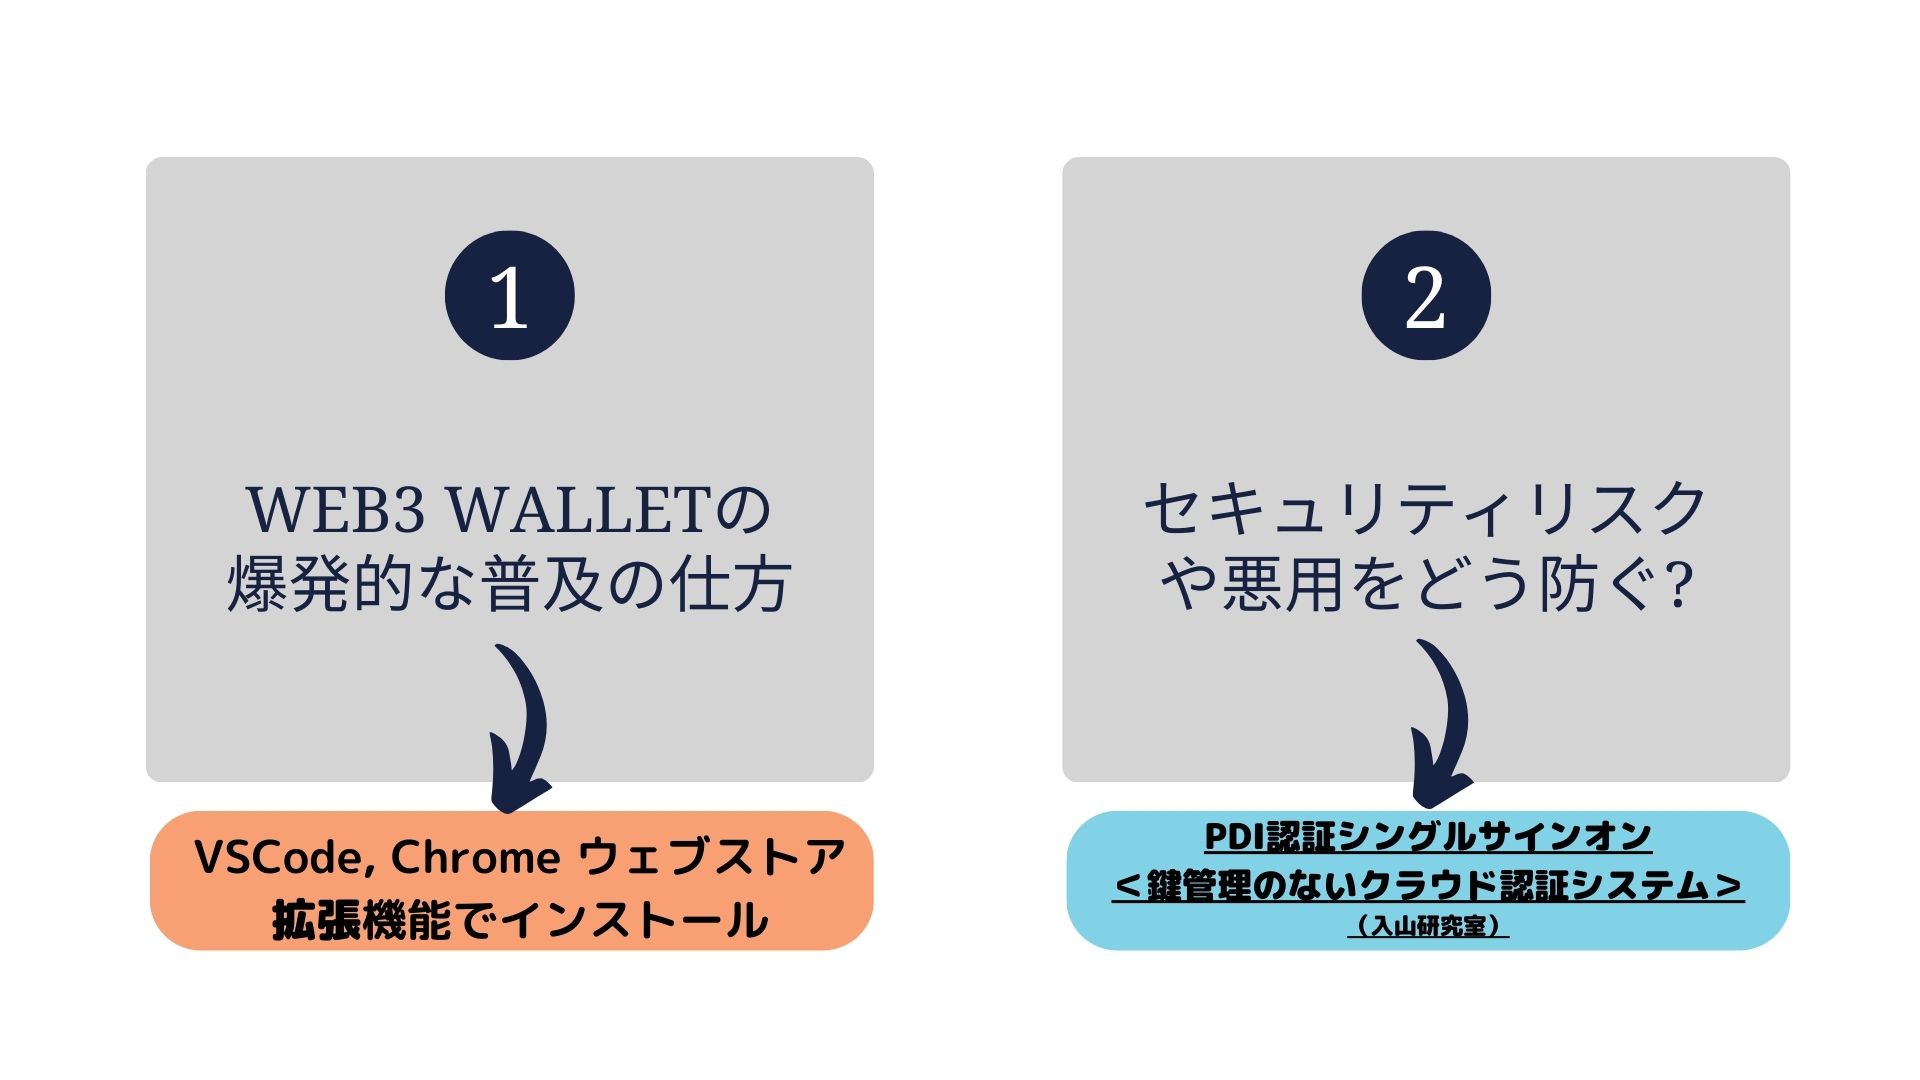 1
WEB3 WALLETの
爆発的な普及の仕方
VSCode, Chrome ウェブストア
拡張機能でインストール
2
セキュリティリスク
や悪用をどう防ぐ?
PDI認証シングルサインオン
＜鍵管理のないクラウド認証システム＞
（入山研究室）